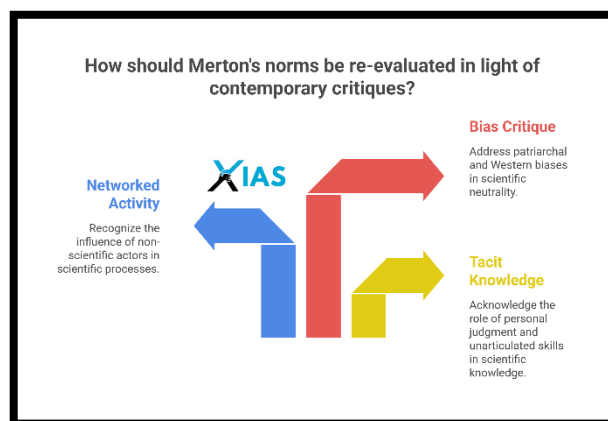 How should Merton's norms be re-evaluated in light of
contemporary critiques?
Bias Critique
Address patriarchal
and Western biases
in scientific
neutrality.
XIAS
Networked
Activity
Recognize the
influence of non-
scientific actors in
scientific processes.
Tacit
Knowledge
Acknowledge the
role of personal
judgment and
unarticulated skills
in scientific
knowledge.